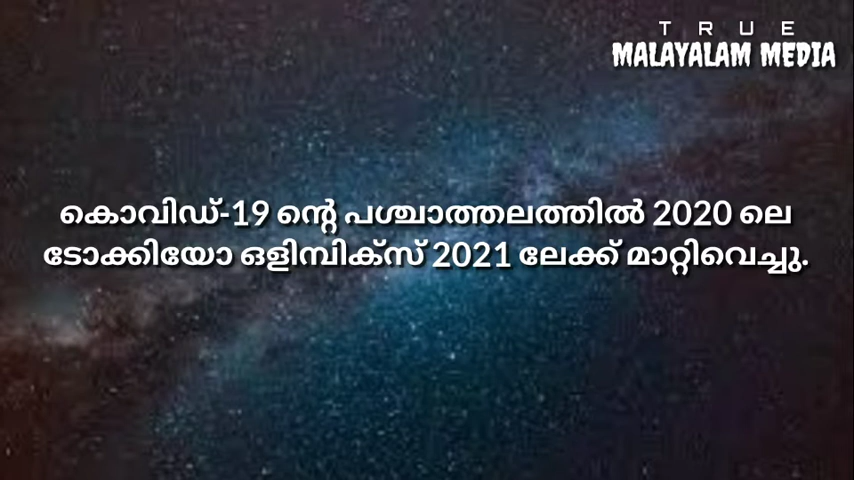 TRUE
MALAYALAM MEDIA
കൊവിഡ്-19 ന്റെ പശ്ചാത്തലത്തിൽ 2020 ലെ
ടോക്കിയോ ഒളിമ്പിക്സ് 2021 ലേക്ക് മാറ്റിവെച്ചു.